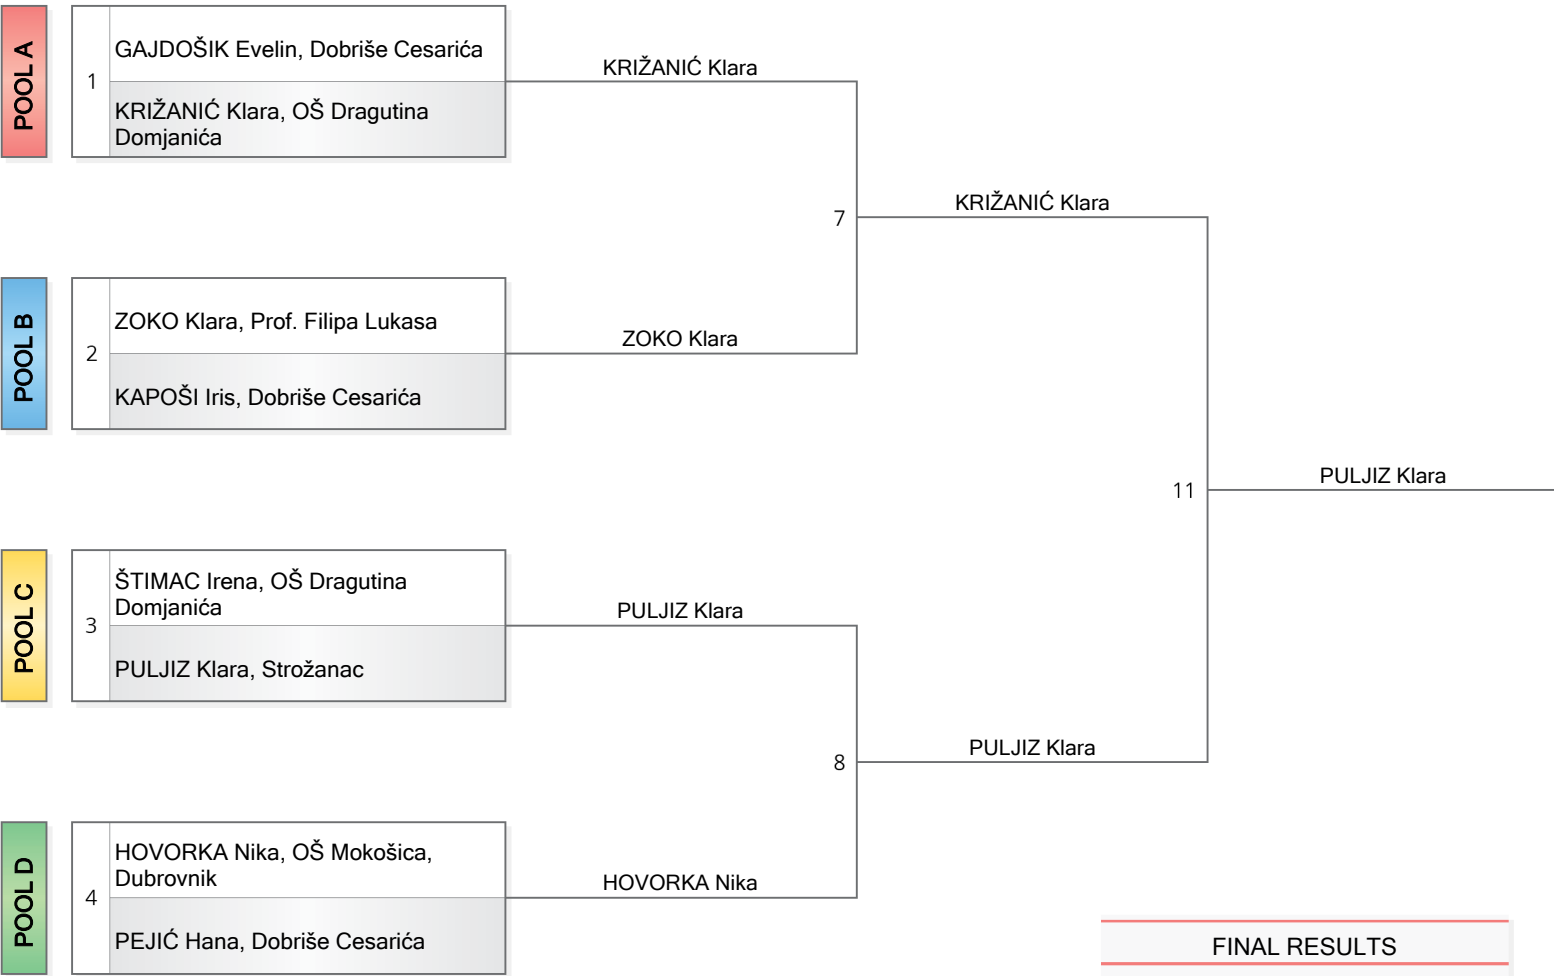 POOL A
1
GAJDOŠIK Evelin, Dobriše Cesarića
KRIŽANIĆ Klara, OŠ Dragutina
Domjanića
KRIŽANIĆ Klara
7
KRIŽANIĆ Klara
POOL B
2
ZOKO Klara, Prof. Filipa Lukasa
KAPOŠI Iris, Dobriše Cesarića
ZOKO Klara
11
PULJIZ Klara
POOL C
3
ŠTIMAC Irena, OŠ Dragutina
Domjanića
PULJIZ Klara, Strožanac
PULJIZ Klara
8
PULJIZ Klara
POOL D
4
HOVORKA Nika, OŠ Mokošica,
Dubrovnik
PEJIĆ Hana, Dobriše Cesarića
HOVORKA Nika
FINAL RESULTS